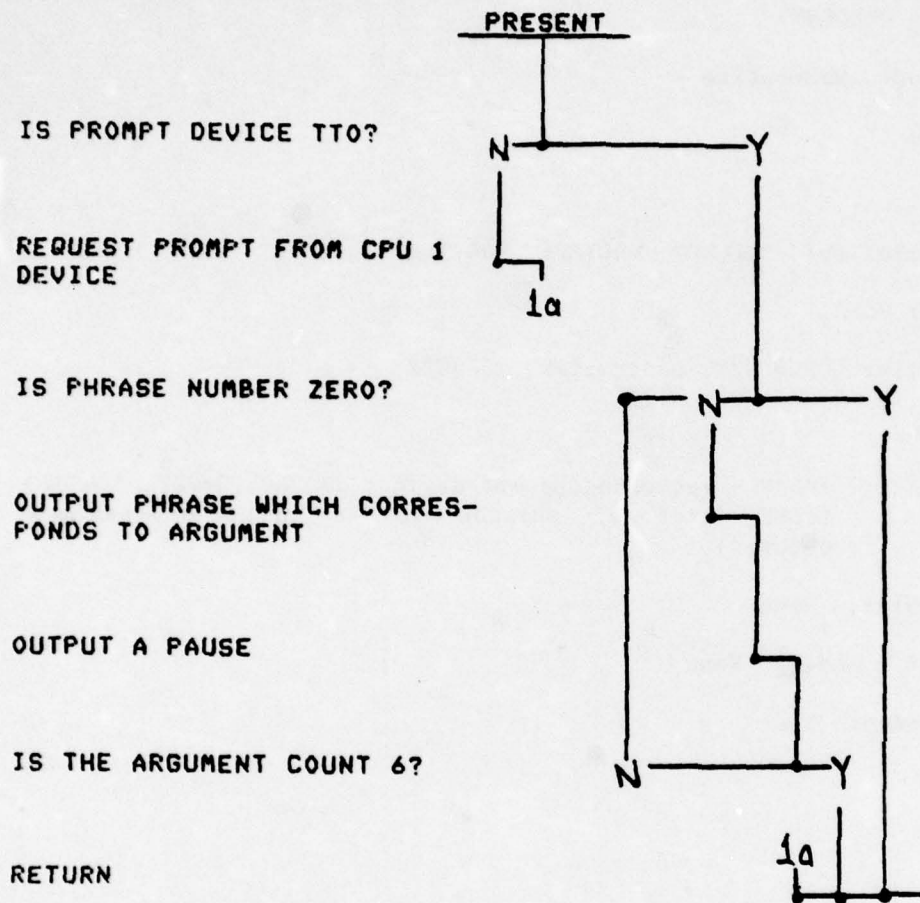 PRESENT
IS PROMPT DEVICE TTO?
N Y
REQUEST PROMPT FROM CPU 1
DEVICE
1a
IS PHRASE NUMBER ZERO?
N Y
OUTPUT PHRASE WHICH CORRES-
PONDS TO ARGUMENT
OUTPUT A PAUSE
IS THE ARGUMENT COUNT 6?
N Y
1a
RETURN